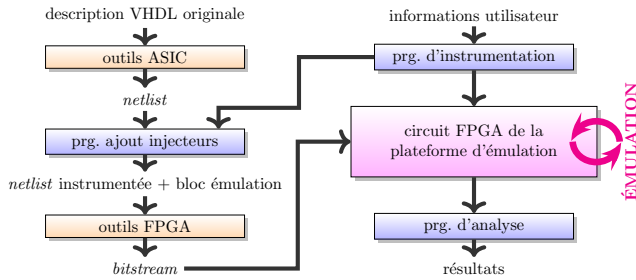 description VHDL originale
outils ASIC
netlist
prg. ajout injecteurs
netlist instrumentée + bloc émulation
outils FPGA
bitstream
informations utilisateur
prg. d'instrumentation
circuit FPGA de la
plateforme d'émulation
ÉMULATION
prg. d'analyse
résultats